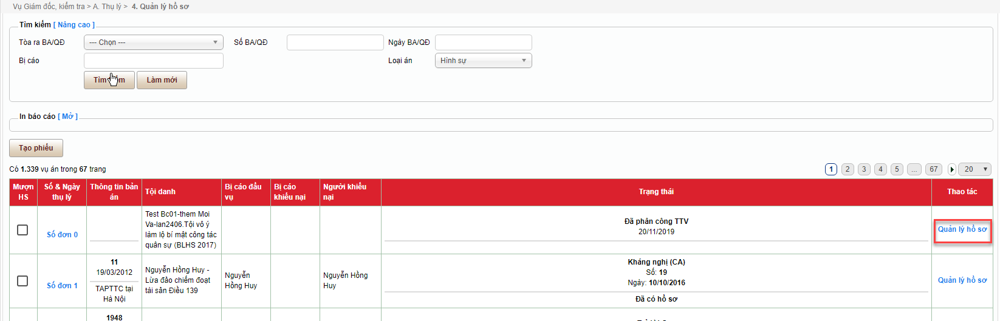 Vụ Giám đốc, kiểm tra > A. Thụ lý > 4. Quản lý hồ sơ
Tìm kiếm [ Nâng cao ]
Tòa ra BA/QĐ --- Chọn --- Số BA/QĐ Ngày BA/QĐ
Bị cáo Loại án Hình sự
Làm mới
In báo cáo [ Mở ]
Tạo phiếu
Có 1.339 vụ án trong 67 trang 1 2 3 4 5 ... 67 20
Mượn HS
Số & Ngày thụ lý
Thông tin bản án
Tội danh
Bị cáo đầu vụ
Bị cáo khiếu nại
Người khiếu nại
Trạng thái
Thao tác
Số đơn 0
Test Bc01-them Moi
Va-lan2406.Tội vô ý
làm lộ bí mật công tác
quân sự (BLHS 2017)
Đã phân công TTV
20/11/2019
Quản lý hồ sơ
Số đơn 1
11
19/03/2012
TAPTTC tại
Hà Nội
Nguyễn Hồng Huy -
Lừa đảo chiếm đoạt
tài sản Điều 139
Nguyễn
Hồng Huy
Nguyễn Hồng
Huy
Kháng nghị (CA)
Số: 19
Ngày: 10/10/2016
Đã có hồ sơ
Quản lý hồ sơ
1948